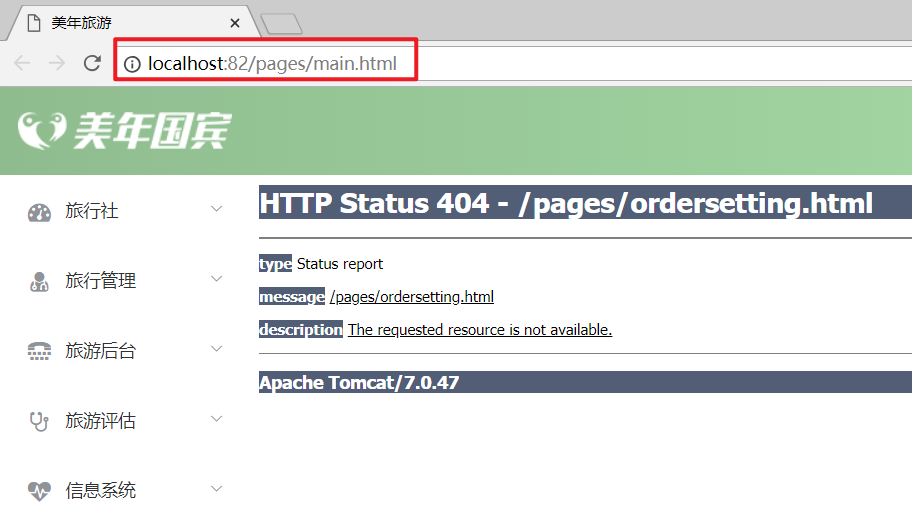 美年旅游
localhost:82/pages/main.html
美年国宾
旅行社
旅行管理
旅游后台
旅游评估
信息系统
HTTP Status 404 - /pages/ordersetting.html
type Status report
message /pages/ordersetting.html
description The requested resource is not available.
Apache Tomcat/7.0.47